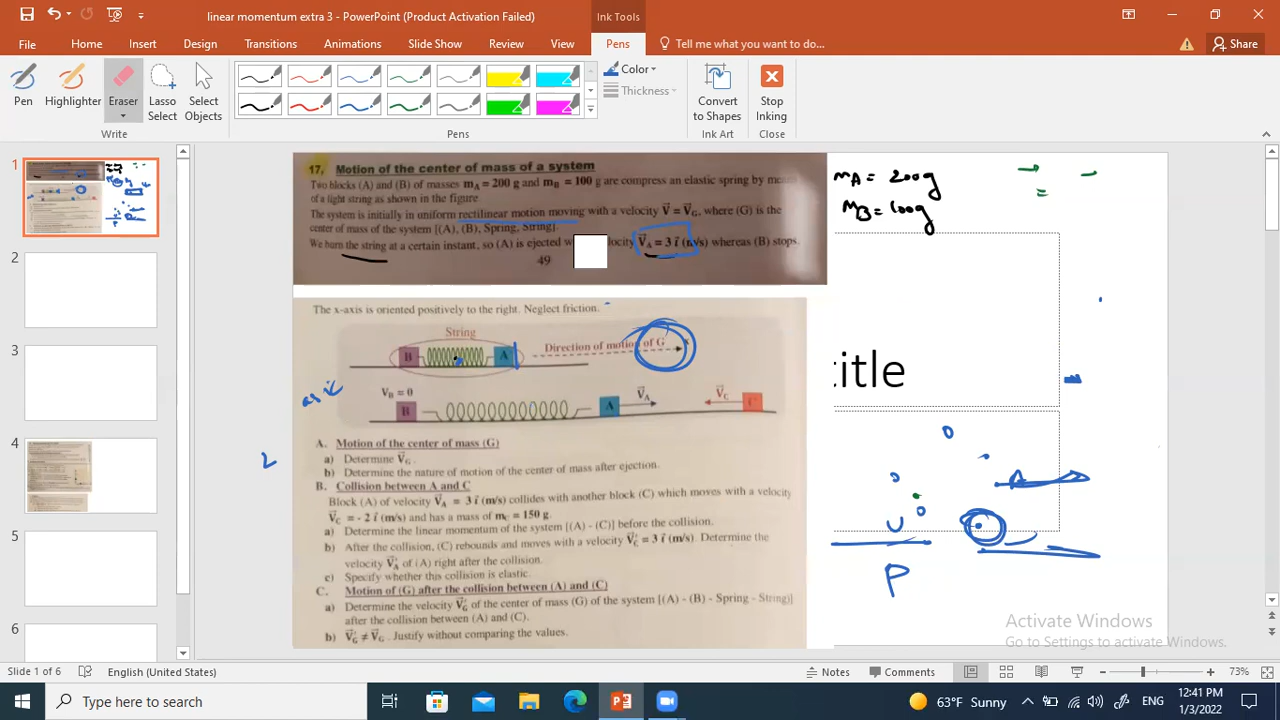 linear momentum extra 3 - PowerPoint (Product Activation Failed)
Ink Tools
File
Home
Insert
Design
Transitions
Animations
Slide Show
Review
View
Pens
Tell me what you want to do...
Share
Pen
Highlighter
Eraser
Lasso Select
Select Objects
Color
Thickness
Convert to Shapes
Stop Inking
Write
Pens
Ink Art
Close
1
2
3
4
5
6
17. Motion of the center of mass of a system
Two blocks (A) and (B) of masses mA = 200 g and mB = 100 g are compress an elastic spring by me
of a light string as shown in the figure
The system is initially in uniform rectilinear motion moving with a velocity V⃗ = V⃗G, where (G) is the
center of mass of the system [(A), (B), Spring, String].
We burn the string at a certain instant, so (A) is ejected w locity V⃗A = 3 i⃗ (m/s) whereas (B) stops.
49
mA = 200g
mB = 100g
The x-axis is oriented positively to the right. Neglect friction.
String
B
A
Direction of motion of G
VB = 0
V⃗A
V⃗C
B
A
C
A. Motion of the center of mass (G)
a) Determine V⃗G.
b) Determine the nature of motion of the center of mass after ejection.
B. Collision between A and C
Block (A) of velocity V⃗A = 3 i⃗ (m/s) collides with another block (C) which moves with a velocity
V⃗C = - 2 i⃗ (m/s) and has a mass of mC = 150 g.
a) Determine the linear momentum of the system [(A) - (C)] before the collision.
b) After the collision, (C) rebounds and moves with a velocity V⃗'C = 3 i⃗ (m/s). Determine the
velocity V⃗'A of (A) right after the collision.
c) Specify whether this collision is elastic.
C. Motion of (G) after the collision between (A) and (C)
a) Determine the velocity V⃗'G of the center of mass (G) of the system [(A) - (B) - Spring - String]
after the collision between (A) and (C).
b) V⃗'G ≠ V⃗G. Justify without comparing the values.
title
A
U
P
Activate Windows
Go to Settings to activate Windows.
Slide 1 of 6
English (United States)
Notes
Comments
73%
Type here to search
63°F Sunny
ENG
12:41 PM
1/3/2022